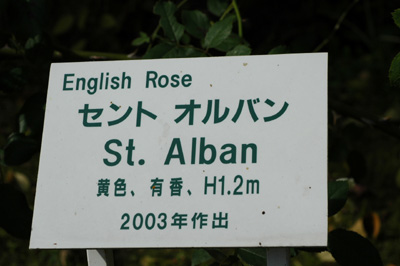 English Rose
セント オルバン
St. Alban
黄色、有香、H1.2m
2003年作出